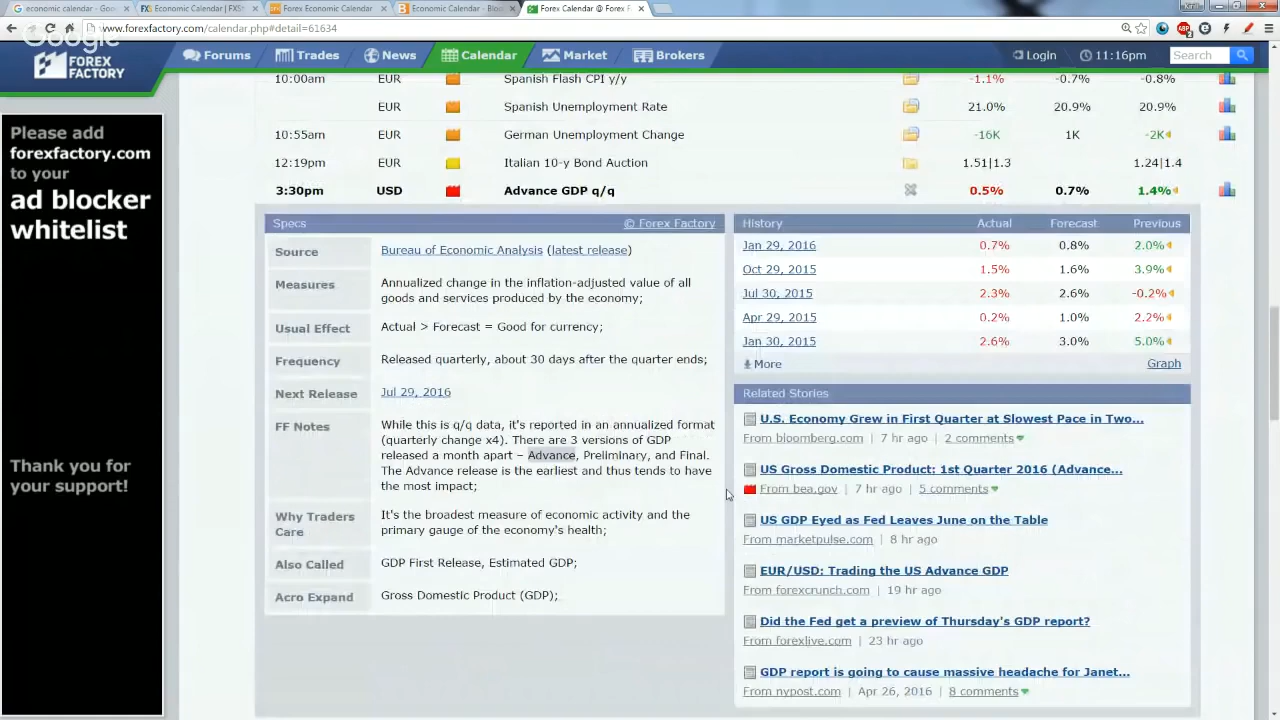 economic calendar - Goo
FXS Economic Calendar | FXSt
Forex Economic Calendar
Economic Calendar - Bloo
Forex Calendar @ Forex F
www.forexfactory.com/calendar.php#detail=61634
Google
FOREX
FACTORY
Forums
Trades
News
Calendar
Market
Brokers
Login
11:16pm
Search
Please add
forexfactory.com
to your
ad blocker
whitelist
Thank you for
your support!
10:00am EUR Spanish Flash CPI y/y -1.1% -0.7% -0.8%
EUR Spanish Unemployment Rate 21.0% 20.9% 20.9%
10:55am EUR German Unemployment Change -16K 1K -2K
12:19pm EUR Italian 10-y Bond Auction 1.51|1.3 1.24|1.4
3:30pm USD Advance GDP q/q 0.5% 0.7% 1.4%
Specs © Forex Factory
Source Bureau of Economic Analysis (latest release)
Measures Annualized change in the inflation-adjusted value of all
goods and services produced by the economy;
Usual Effect Actual > Forecast = Good for currency;
Frequency Released quarterly, about 30 days after the quarter ends;
Next Release Jul 29, 2016
FF Notes While this is q/q data, it's reported in an annualized format
(quarterly change x4). There are 3 versions of GDP
released a month apart – Advance, Preliminary, and Final.
The Advance release is the earliest and thus tends to have
the most impact;
Why Traders
Care
It's the broadest measure of economic activity and the
primary gauge of the economy's health;
Also Called GDP First Release, Estimated GDP;
Acro Expand Gross Domestic Product (GDP);
History Actual Forecast Previous
Jan 29, 2016 0.7% 0.8% 2.0%
Oct 29, 2015 1.5% 1.6% 3.9%
Jul 30, 2015 2.3% 2.6% -0.2%
Apr 29, 2015 0.2% 1.0% 2.2%
Jan 30, 2015 2.6% 3.0% 5.0%
More Graph
Related Stories
U.S. Economy Grew in First Quarter at Slowest Pace in Two...
From bloomberg.com | 7 hr ago | 2 comments
US Gross Domestic Product: 1st Quarter 2016 (Advance...
From bea.gov | 7 hr ago | 5 comments
US GDP Eyed as Fed Leaves June on the Table
From marketpulse.com | 8 hr ago
EUR/USD: Trading the US Advance GDP
From forexcrunch.com | 19 hr ago
Did the Fed get a preview of Thursday's GDP report?
From forexlive.com | 23 hr ago
GDP report is going to cause massive headache for Janet...
From nypost.com | Apr 26, 2016 | 8 comments